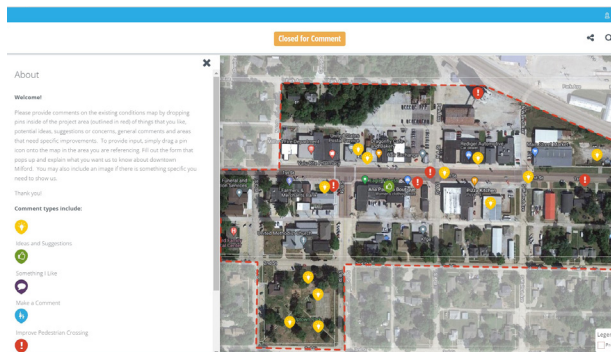 Closed for Comment
About
Welcome!
Please provide comments on the existing conditions map by dropping
pins inside of the project area (outlined in red) of things that you like,
potential ideas, suggestions or concerns, general comments and areas
that need specific improvements. To provide input, simply drag a pin
icon onto the map in the area you are referencing. Fill out the form that
pops up and explain what you want us to know about downtown
Milford. You may also include an image if there is something specific you
need to show us.
Thank you!
Comment types include:
Ideas and Suggestions
Something I Like
Make a Comment
Improve Pedestrian Crossing
Pizza Kitchen
Farmers &
Legend